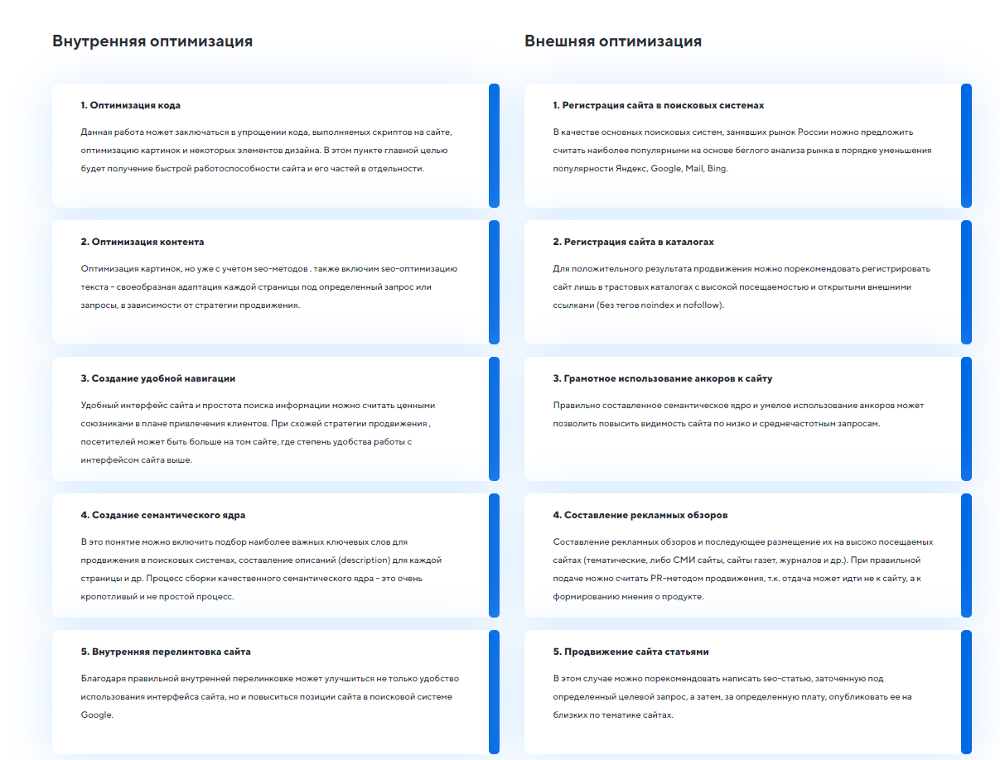 Внутренняя оптимизация
1. Оптимизация кода
Данная работа может заключаться в упрощении кода, выполняемых скриптов на сайте,
оптимизацию картинок и некоторых элементов дизайна. В этом пункте главной целью
будет получение быстрой работоспособности сайта и его частей в отдельности.
2. Оптимизация контента
Оптимизация картинок, но уже с учетом seo-методов . также включим seo-оптимизацию
текста - своеобразная адаптация каждой страницы под определенный запрос или
запросы, в зависимости от стратегии продвижения.
3. Создание удобной навигации
Удобный интерфейс сайта и простота поиска информации можно считать ценными
союзниками в плане привлечения клиентов. При схожей стратегии продвижения ,
посетителей может быть больше на том сайте, где степень удобства работы с
интерфейсом сайта выше.
4. Создание семантического ядра
В это понятие можно включить подбор наиболее важных ключевых слов для
продвижения в поисковых системах, составление описаний (description) для каждой
страницы и др. Процесс сборки качественного семантического ядра - это очень
кропотливый и не простой процесс.
5. Внутренняя перелинтовка сайта
Благодаря правильной внутренней перелинковке может улучшиться не только удобство
использования интерфейса сайта, но и повыситься позиции сайта в поисковой системе
Google.
Внешняя оптимизация
1. Регистрация сайта в поисковых системах
В качестве основных поисковых систем, занявших рынок России можно предложить
считать наиболее популярными на основе беглого анализа рынка в порядке уменьшения
популярности Яндекс, Google, Mail, Bing.
2. Регистрация сайта в каталогах
Для положительного результата продвижения можно порекомендовать регистрировать
сайт лишь в трастовых каталогах с высокой посещаемостью и открытыми внешними
ссылками (без тегов noindex и nofollow).
3. Грамотное использование анкоров к сайту
Правильно составленное семантическое ядро и умелое использование анкоров может
позволить повысить видимость сайта по низко и среднечастотным запросам.
4. Составление рекламных обзоров
Составление рекламных обзоров и последующее размещение их на высоко посещаемых
сайтах (тематические, либо СМИ сайты, сайты газет, журналов и др.). При правильной
подаче можно считать PR-методом продвижения, т.к. отдача может идти не к сайту, а к
формированию мнения о продукте.
5. Продвижение сайта статьями
В этом случае можно порекомендовать написать seo-статью, заточенную под
определенный целевой запрос, а затем, за определенную плату, опубликовать ее на
близких по тематике сайтах.